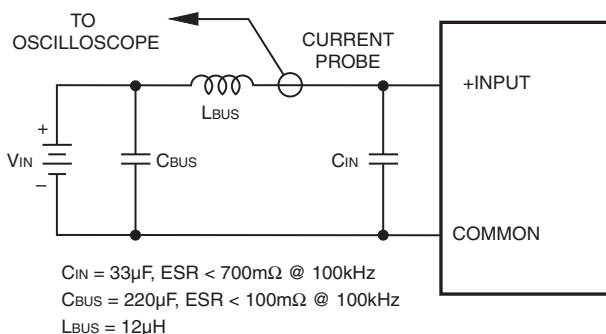 TO
OSCILLOSCOPE
CURRENT
PROBE
+INPUT
LBUS
+
VIN
–
CBUS
CIN
COMMON
CIN = 33µF, ESR < 700mΩ @ 100kHz
CBUS = 220µF, ESR < 100mΩ @ 100kHz
LBUS = 12µH